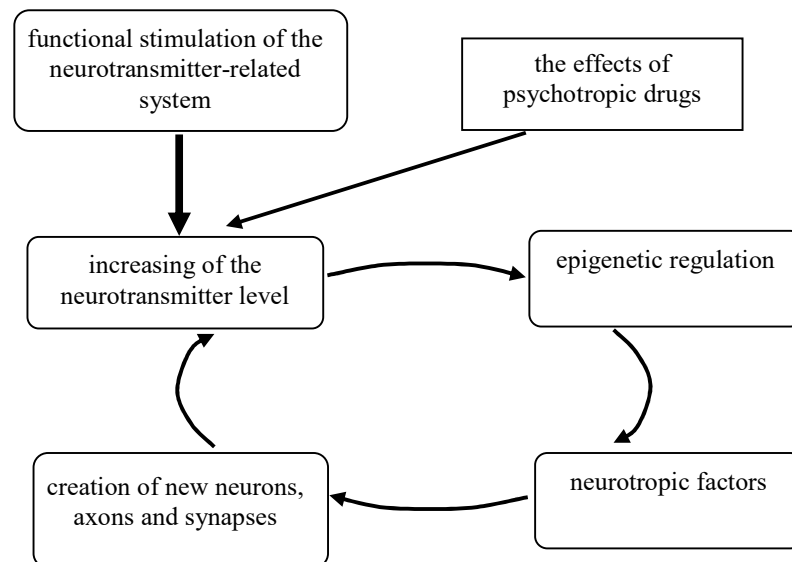 functional stimulation of the
neurotransmitter-related
system
the effects of
psychotropic drugs
increasing of the
neurotransmitter level
epigenetic regulation
creation of new neurons,
axons and synapses
neurotropic factors